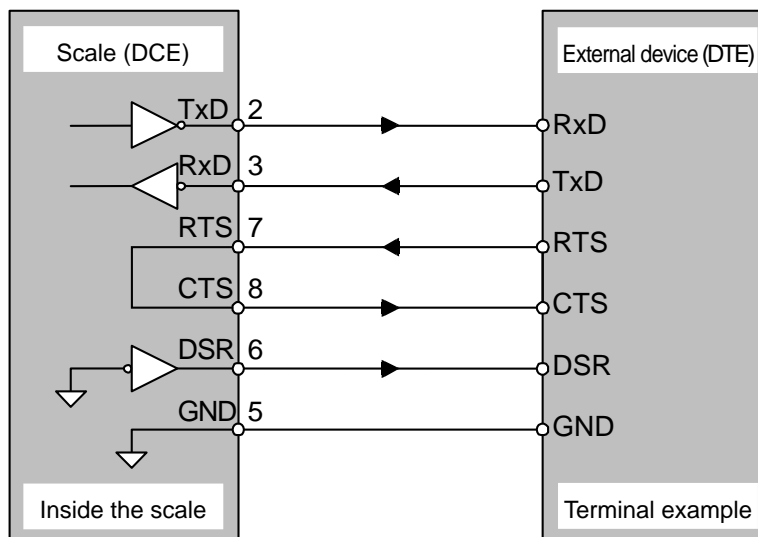 Scale (DCE)
External device (DTE)
TxD 2
RxD
RxD 3
TxD
RTS 7
RTS
CTS 8
CTS
DSR 6
DSR
GND 5
GND
Inside the scale
Terminal example